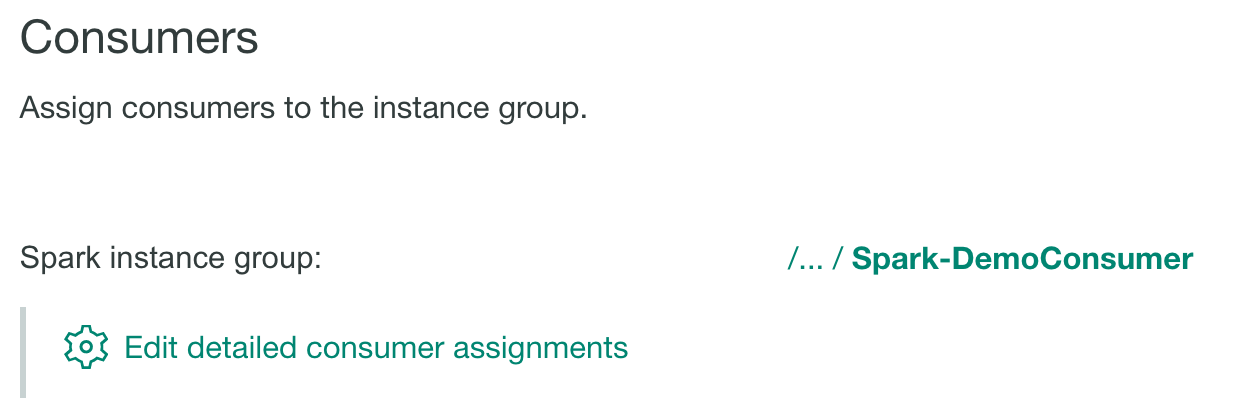 Consumers
Assign consumers to the instance group.
Spark instance group: /... / Spark-DemoConsumer
Edit detailed consumer assignments